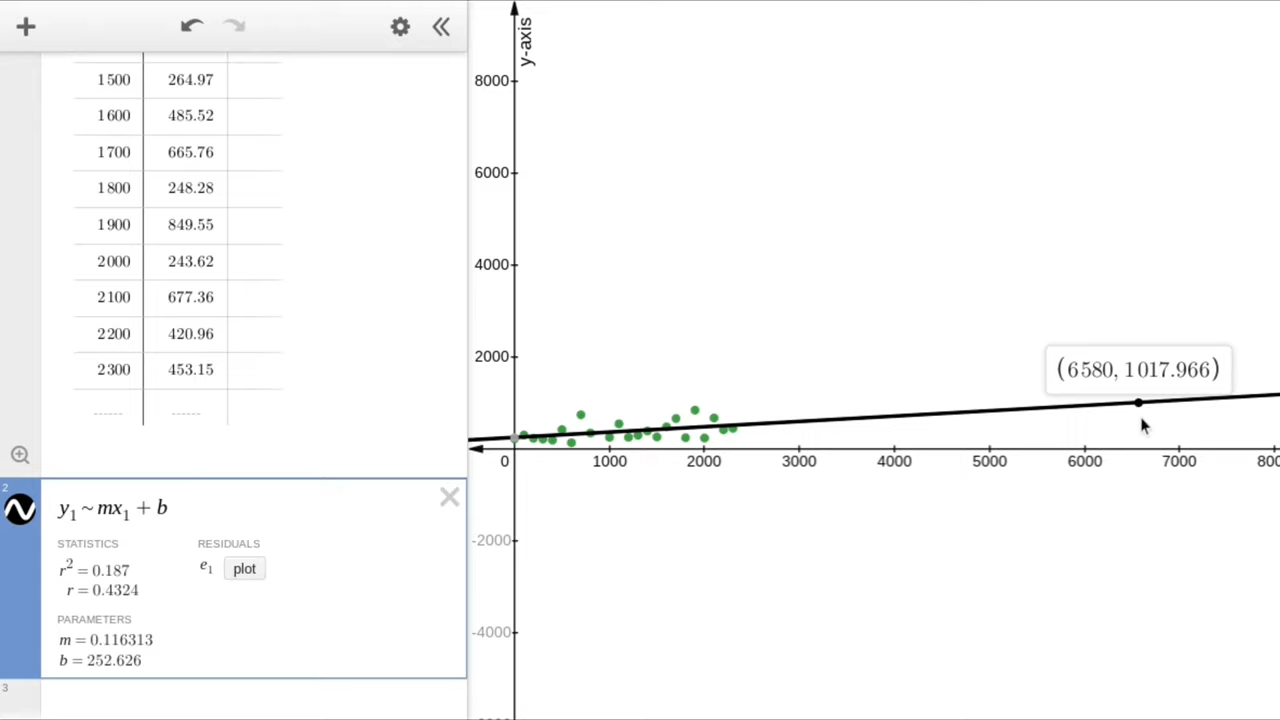 1500 264.97
1600 485.52
1700 665.76
1800 248.28
1900 849.55
2000 243.62
2100 677.36
2200 420.96
2300 453.15
2
y₁ ~ mx₁ + b
STATISTICS RESIDUALS
r² = 0.187 e₁ plot
r = 0.4324
PARAMETERS
m = 0.116313
b = 252.626
3
y-axis
8000
6000
4000
2000
(6580, 1017.966)
0 1000 2000 3000 4000 5000 6000 7000 800
-2000
-4000